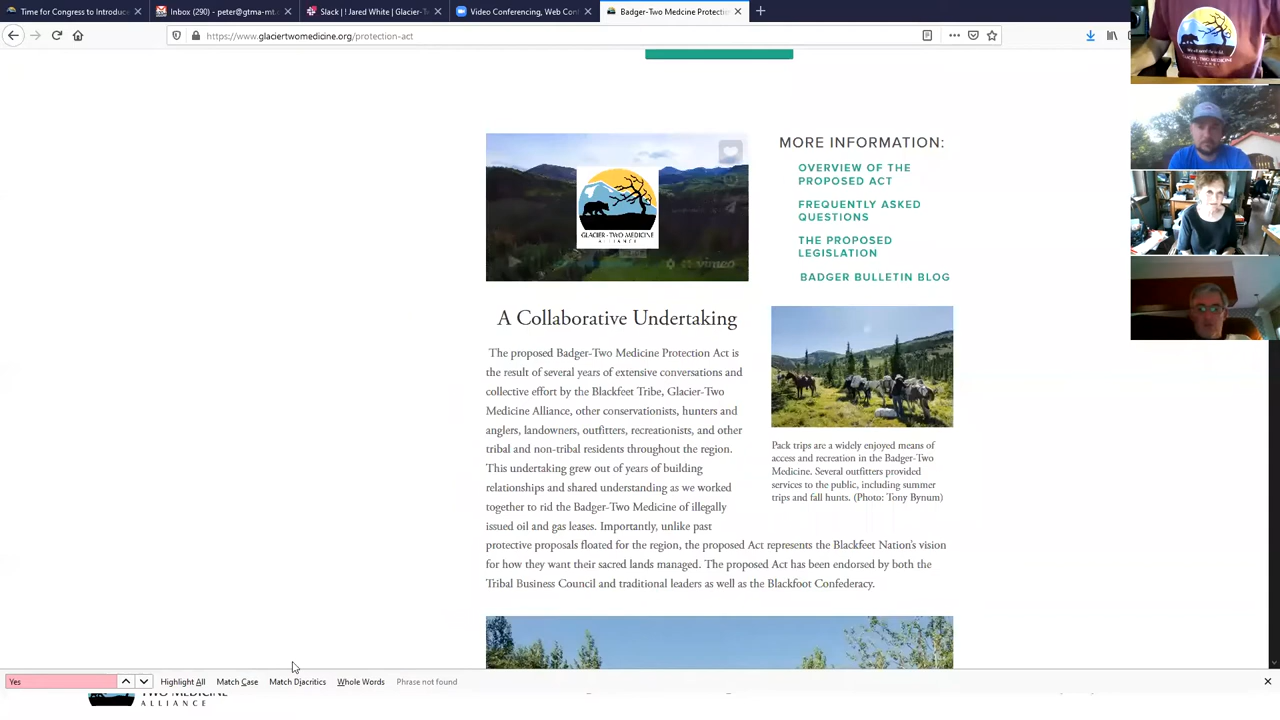 Time for Congress to Introduce
Inbox (290) - peter@gtma-mt.
Slack | ! Jared White | Glacier-T
Video Conferencing, Web Conf
Badger-Two Medcine Protectio
https://www.glaciertwomedicine.org/protection-act
MORE INFORMATION:
OVERVIEW OF THE
PROPOSED ACT
FREQUENTLY ASKED
QUESTIONS
THE PROPOSED
LEGISLATION
BADGER BULLETIN BLOG
GLACIER-TWO MEDICINE
ALLIANCE
vimeo
A Collaborative Undertaking
The proposed Badger-Two Medicine Protection Act is
the result of several years of extensive conversations and
collective effort by the Blackfeet Tribe, Glacier-Two
Medicine Alliance, other conservationists, hunters and
anglers, landowners, outfitters, recreationists, and other
tribal and non-tribal residents throughout the region.
This undertaking grew out of years of building
relationships and shared understanding as we worked
together to rid the Badger-Two Medicine of illegally
issued oil and gas leases. Importantly, unlike past
protective proposals floated for the region, the proposed Act represents the Blackfeet Nation's vision
for how they want their sacred lands managed. The proposed Act has been endorsed by both the
Tribal Business Council and traditional leaders as well as the Blackfoot Confederacy.
Pack trips are a widely enjoyed means of
access and recreation in the Badger-Two
Medicine. Several outfitters provided
services to the public, including summer
trips and fall hunts. (Photo: Tony Bynum)
Yes
Highlight All
Match Case
Match Diacritics
Whole Words
Phrase not found
TWO MEDICINE
ALLIANCE